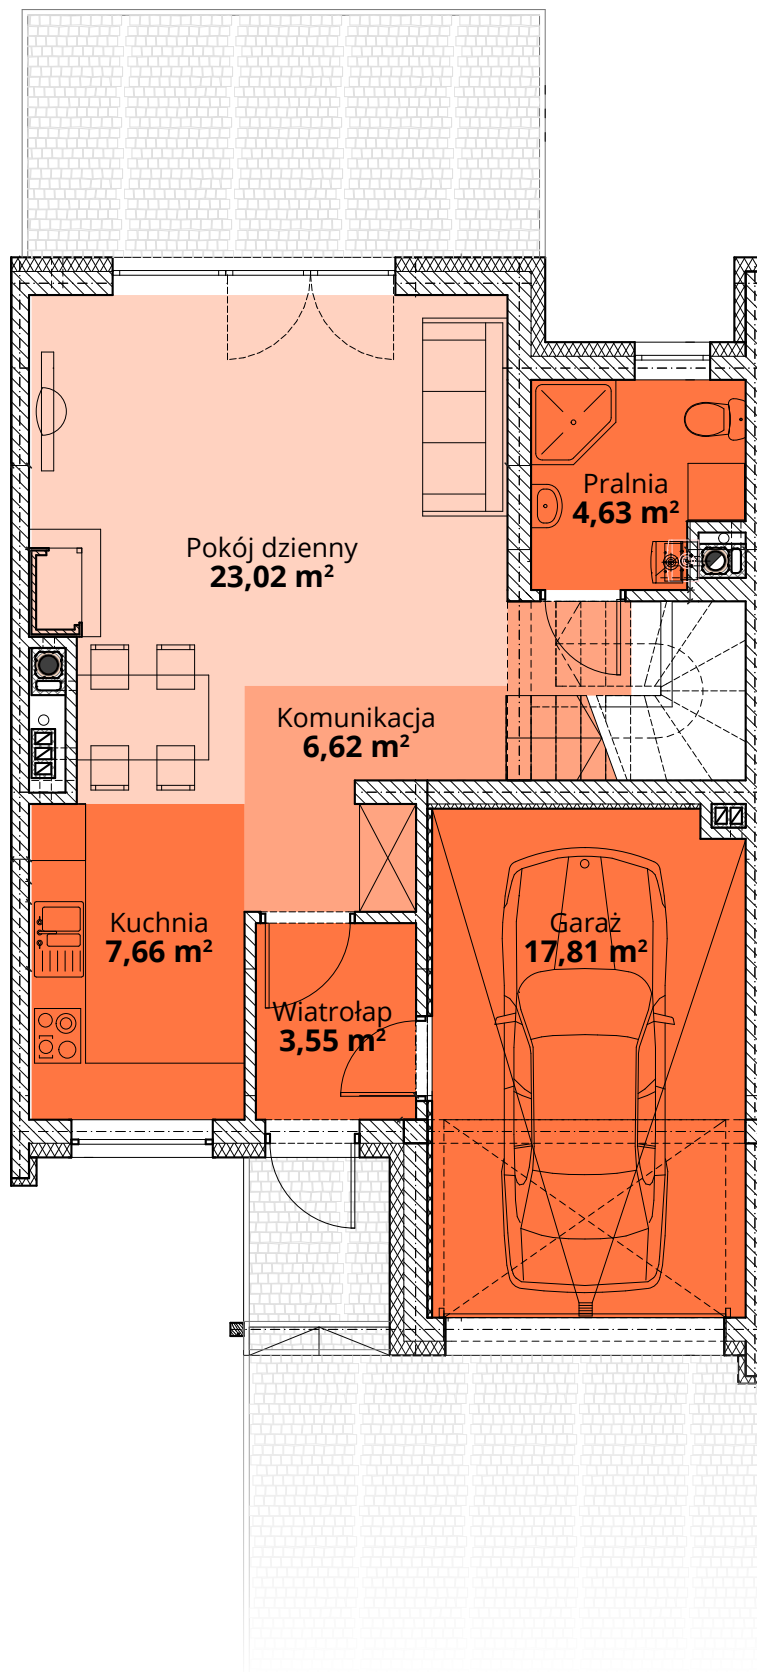 Pralnia
4,63 m²
Pokój dzienny
23,02 m²
Komunikacja
6,62 m²
Kuchnia
7,66 m²
Garaż
17,81 m²
Wiatrołap
3,55 m²